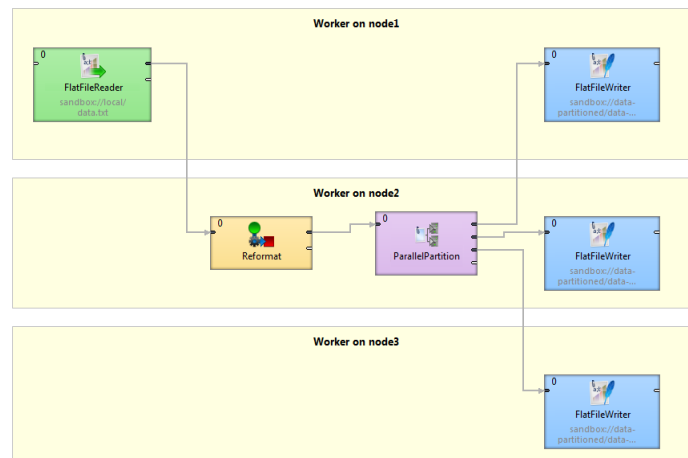 Worker on node1
0
FlatFileReader
sandbox://local/
data.txt
0
FlatFileWriter
sandbox://data-
partitioned/data-...
Worker on node2
0
Reformat
0
ParallelPartition
0
FlatFileWriter
sandbox://data-
partitioned/data-...
Worker on node3
0
FlatFileWriter
sandbox://data-
partitioned/data-...